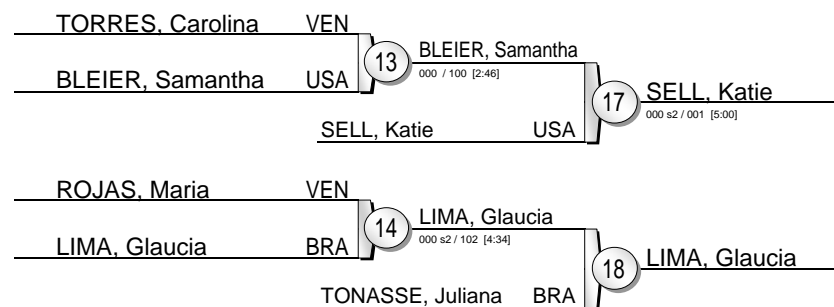 TORRES, Carolina VEN
13
BLEIER, Samantha
000 / 100 [2:46]
BLEIER, Samantha USA
17
SELL, Katie
000 s2 / 001 [5:00]
SELL, Katie USA
ROJAS, Maria VEN
14
LIMA, Glaucia
000 s2 / 102 [4:34]
LIMA, Glaucia BRA
18
LIMA, Glaucia
TONASSE, Juliana BRA